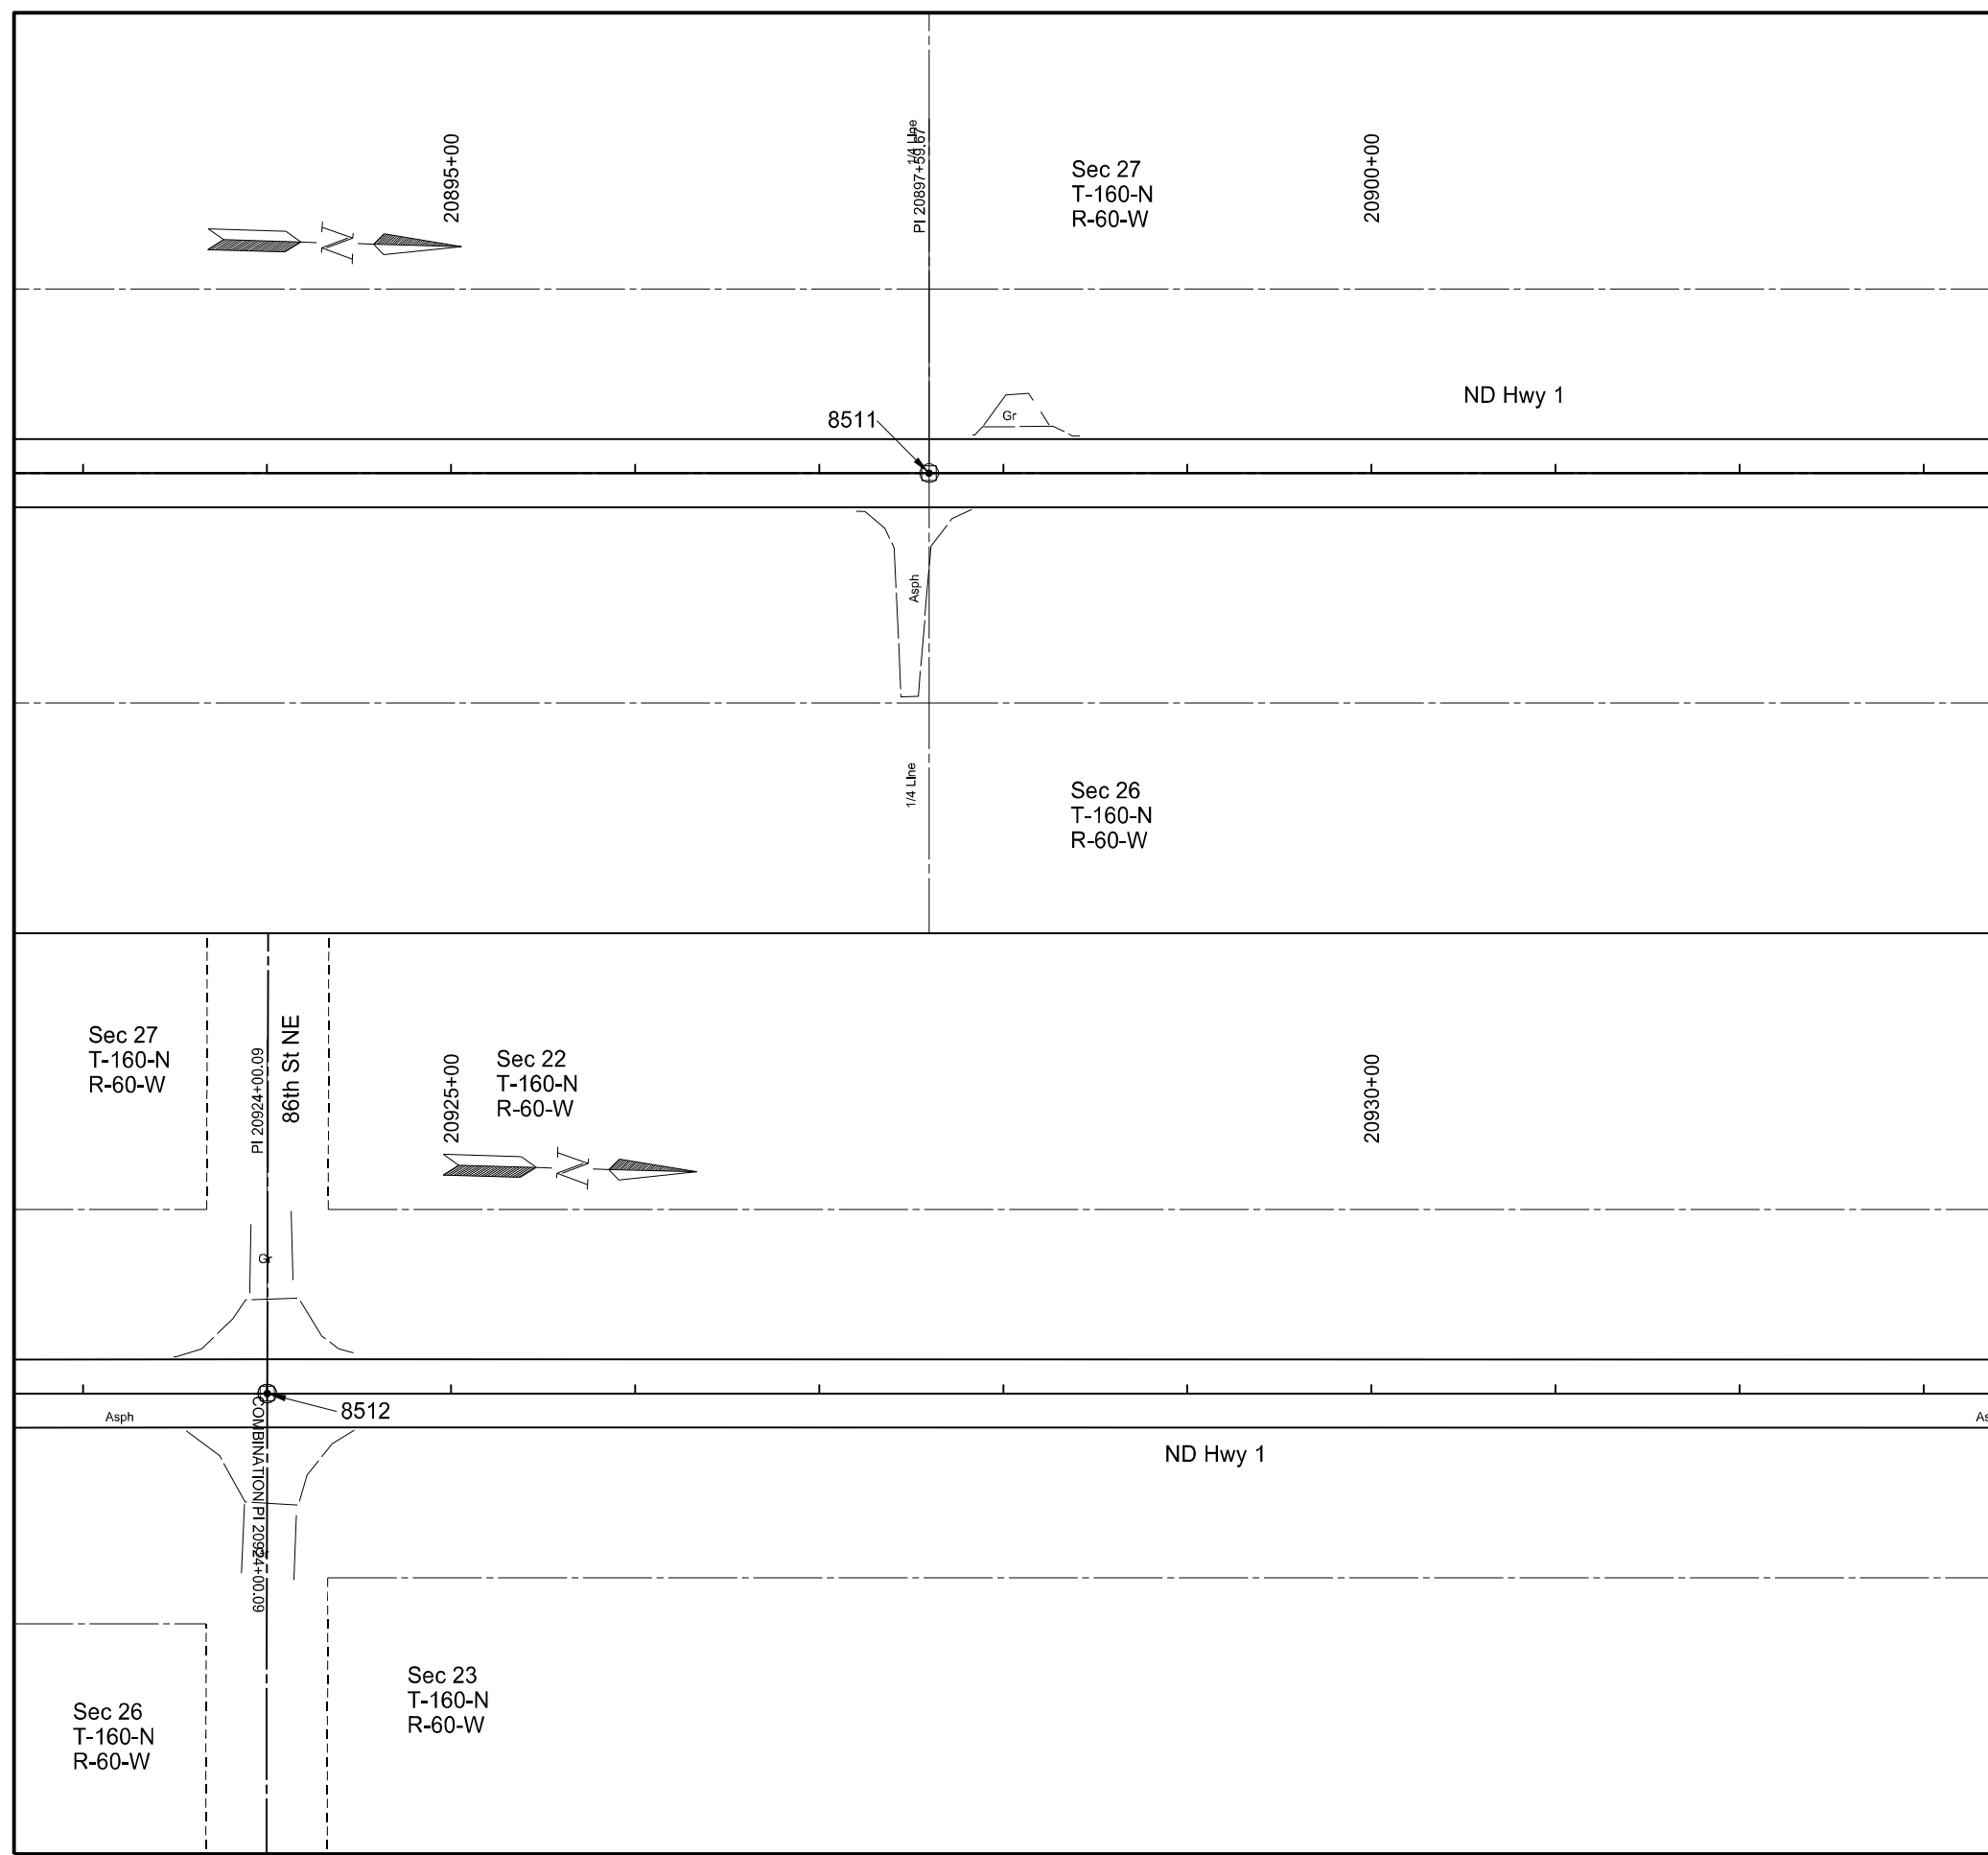 20895+00
1/4 Line
PI 20897+59.67
Sec 27
T-160-N
R-60-W
20900+00
N
ND Hwy 1
8511
Gr
Asph
1/4 Line
Sec 26
T-160-N
R-60-W
Sec 27
T-160-N
R-60-W
PI 20924+00.09
86th St NE
20925+00
Sec 22
T-160-N
R-60-W
20930+00
N
Gr
8512
Asph
COMBINATION PI 20924+00.09
ND Hwy 1
Sec 26
T-160-N
R-60-W
Sec 23
T-160-N
R-60-W